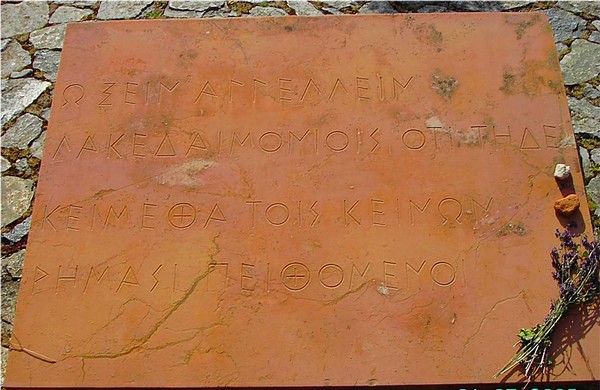 Ω ΞΕΙΝ ΑΓΓΕΛΛΕΙΝ
ΛΑΚΕΔΑΙΜΟΝΙΟΙΣ ΟΤΙ ΤΗΔΕ
ΚΕΙΜΕΘΑ ΤΟΙΣ ΚΕΙΝΩΝ
ΡΗΜΑΣΙ ΠΕΙΘΟΜΕΝΟΙ